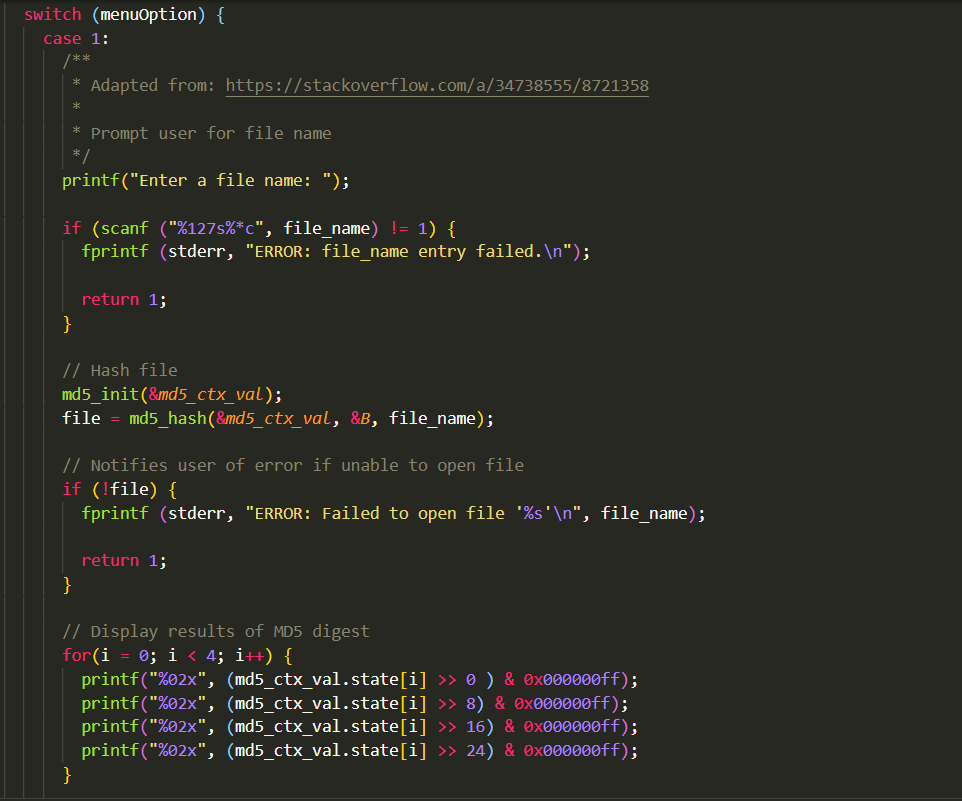 switch (menuOption) {
case 1:
/**
* Adapted from: https://stackoverflow.com/a/34738555/8721358
*
* Prompt user for file name
*/
printf("Enter a file name: ");
if (scanf ("%127s%*c", file_name) != 1) {
fprintf (stderr, "ERROR: file_name entry failed.\n");
return 1;
}
// Hash file
md5_init(&md5_ctx_val);
file = md5_hash(&md5_ctx_val, &B, file_name);
// Notifies user of error if unable to open file
if (!file) {
fprintf (stderr, "ERROR: Failed to open file '%s'\n", file_name);
return 1;
}
// Display results of MD5 digest
for(i = 0; i < 4; i++) {
printf("%02x", (md5_ctx_val.state[i] >> 0 ) & 0x000000ff);
printf("%02x", (md5_ctx_val.state[i] >> 8) & 0x000000ff);
printf("%02x", (md5_ctx_val.state[i] >> 16) & 0x000000ff);
printf("%02x", (md5_ctx_val.state[i] >> 24) & 0x000000ff);
}